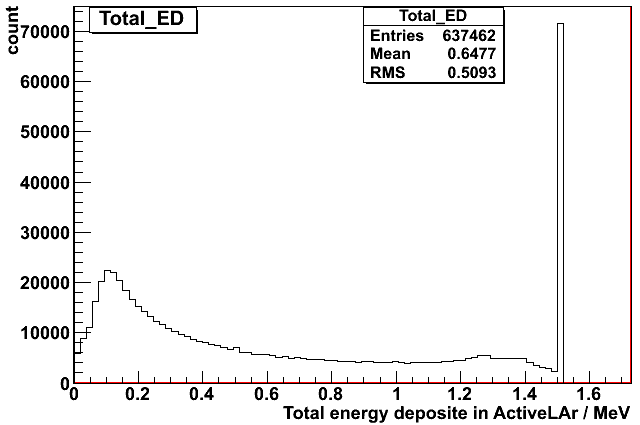 count
Total_ED
Total_ED
Entries 637462
Mean 0.6477
RMS 0.5093
70000
60000
50000
40000
30000
20000
10000
0
0 0.2 0.4 0.6 0.8 1 1.2 1.4 1.6
Total energy deposite in ActiveLAr / MeV